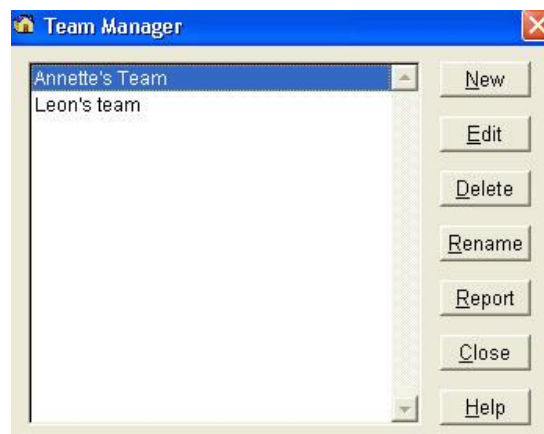 Team Manager
Annette's Team
Leon's team
New
Edit
Delete
Rename
Report
Close
Help